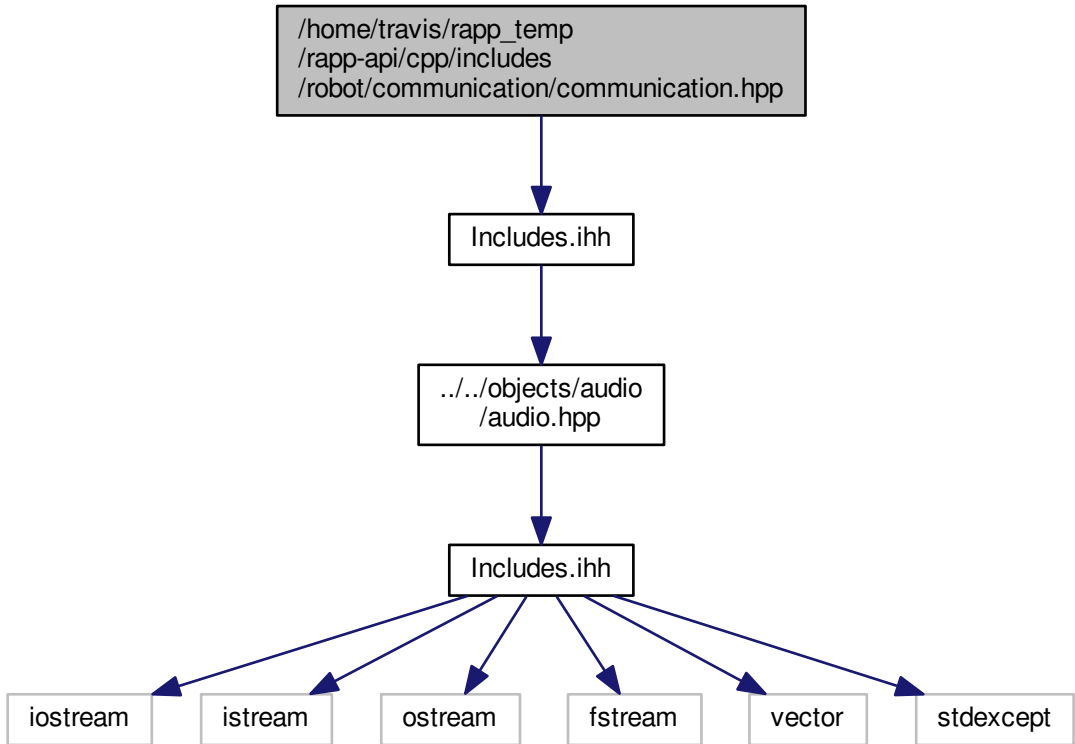 /home/travis/rapp_temp
/rapp-api/cpp/includes
/robot/communication/communication.hpp
Includes.ihh
../../objects/audio
/audio.hpp
Includes.ihh
iostream
istream
ostream
fstream
vector
stdexcept